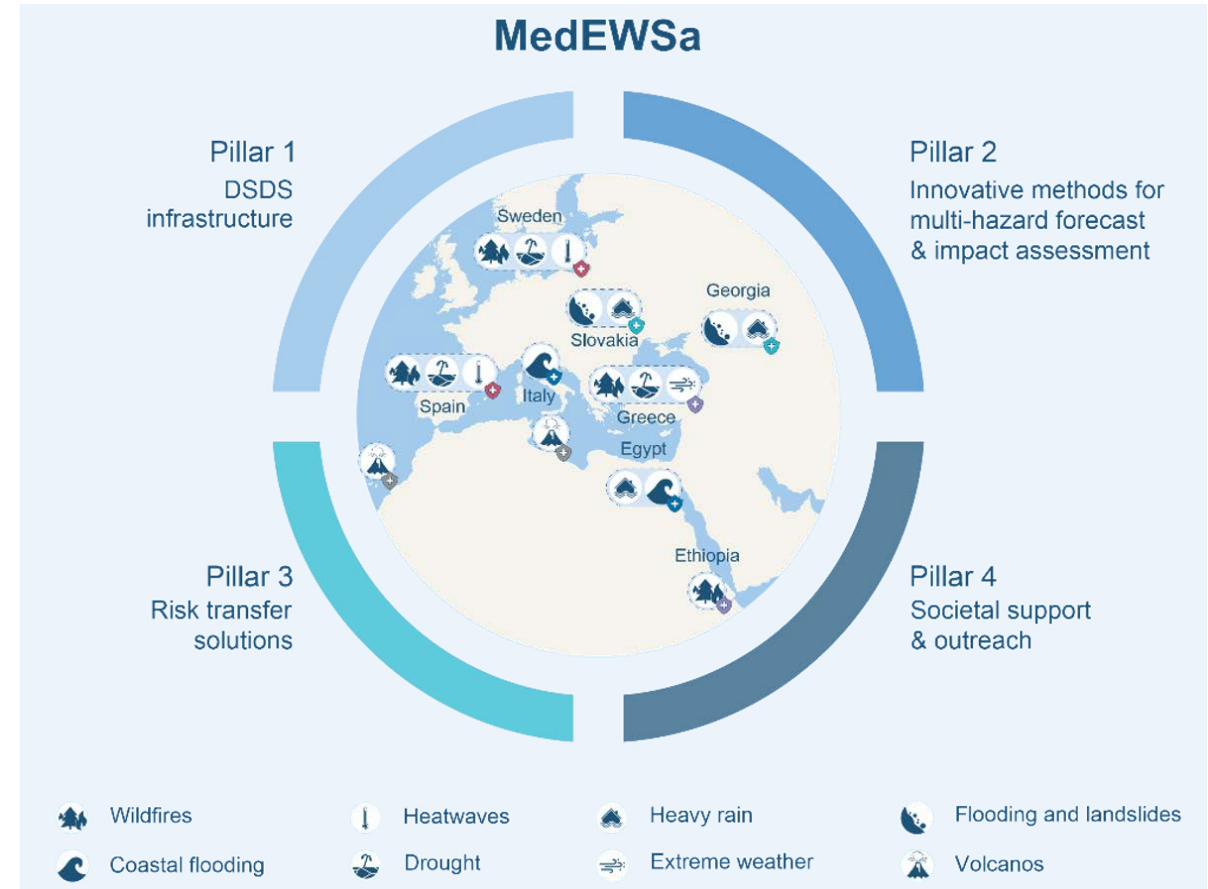 MedEWSa
Pillar 1
DSDS
infrastructure
Pillar 2
Innovative methods for
multi-hazard forecast
& impact assessment
Sweden
Georgia
Slovakia
Spain
Italy
Greece
Egypt
Ethiopia
Pillar 3
Risk transfer
solutions
Pillar 4
Societal support
& outreach
Wildfires
Heatwaves
Heavy rain
Flooding and landslides
Coastal flooding
Drought
Extreme weather
Volcanos